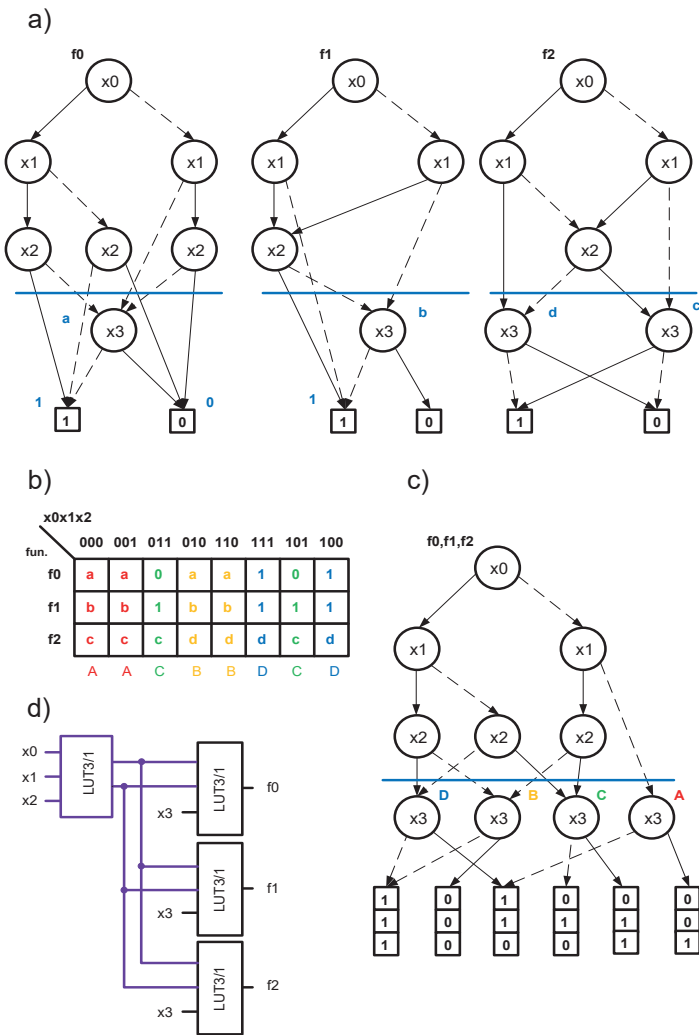 a)
f0 f1 f2
x0 x0 x0
x1 x1 x1 x1 x1 x1
x2 x2 x2 x2 x2
a b d c
x3 x3 x3 x3
1 0 1
1 0 1 0 1 0
b) c)
x0x1x2
fun. 000 001 011 010 110 111 101 100
f0 a a 0 a a 1 0 1
f1 b b 1 b b 1 1 1
f2 c c c d d d c d
A A C B B D C D
f0,f1,f2
x0
x1 x1
x2 x2 x2
D B C A
x3 x3 x3 x3
1 0 1 0 0 0
1 0 1 1 1 0
1 0 0 0 1 1
d)
x0
x1
x2
LUT3/1
LUT3/1
x3
f0
LUT3/1
x3
f1
LUT3/1
x3
f2